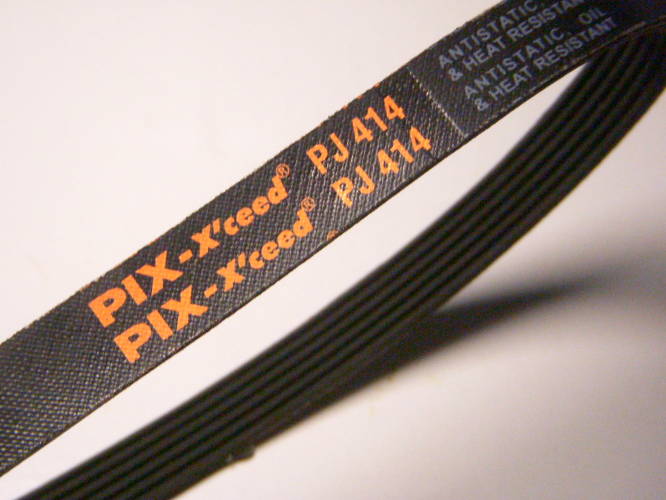 PIX-X'ceed® PJ 414
PIX-X'ceed® PJ 414
ANTISTATIC, OIL
& HEAT RESISTANT
ANTISTATIC, OIL
& HEAT RESISTANT